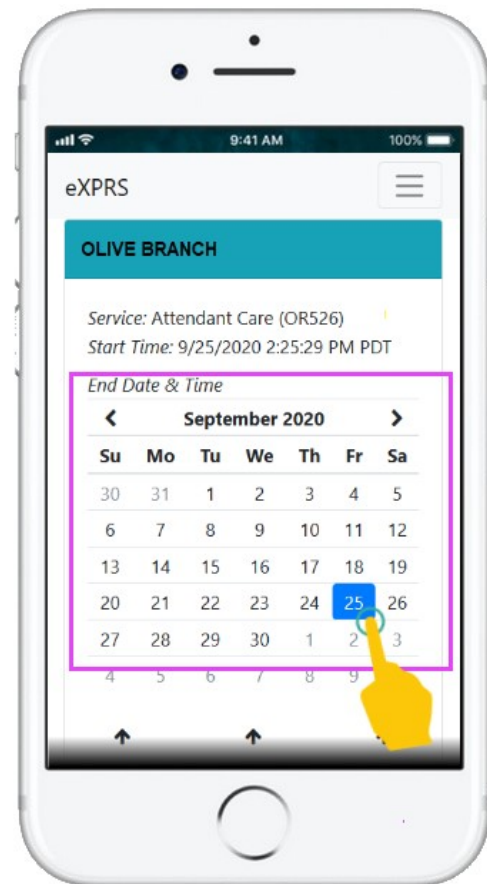 9:41 AM 100%
eXPRS
OLIVE BRANCH
Service: Attendant Care (OR526)
Start Time: 9/25/2020 2:25:29 PM PDT
End Date & Time
September 2020
Su Mo Tu We Th Fr Sa
30 31 1 2 3 4 5
6 7 8 9 10 11 12
13 14 15 16 17 18 19
20 21 22 23 24 25 26
27 28 29 30 1 2 3
4 5 6 7 8 9